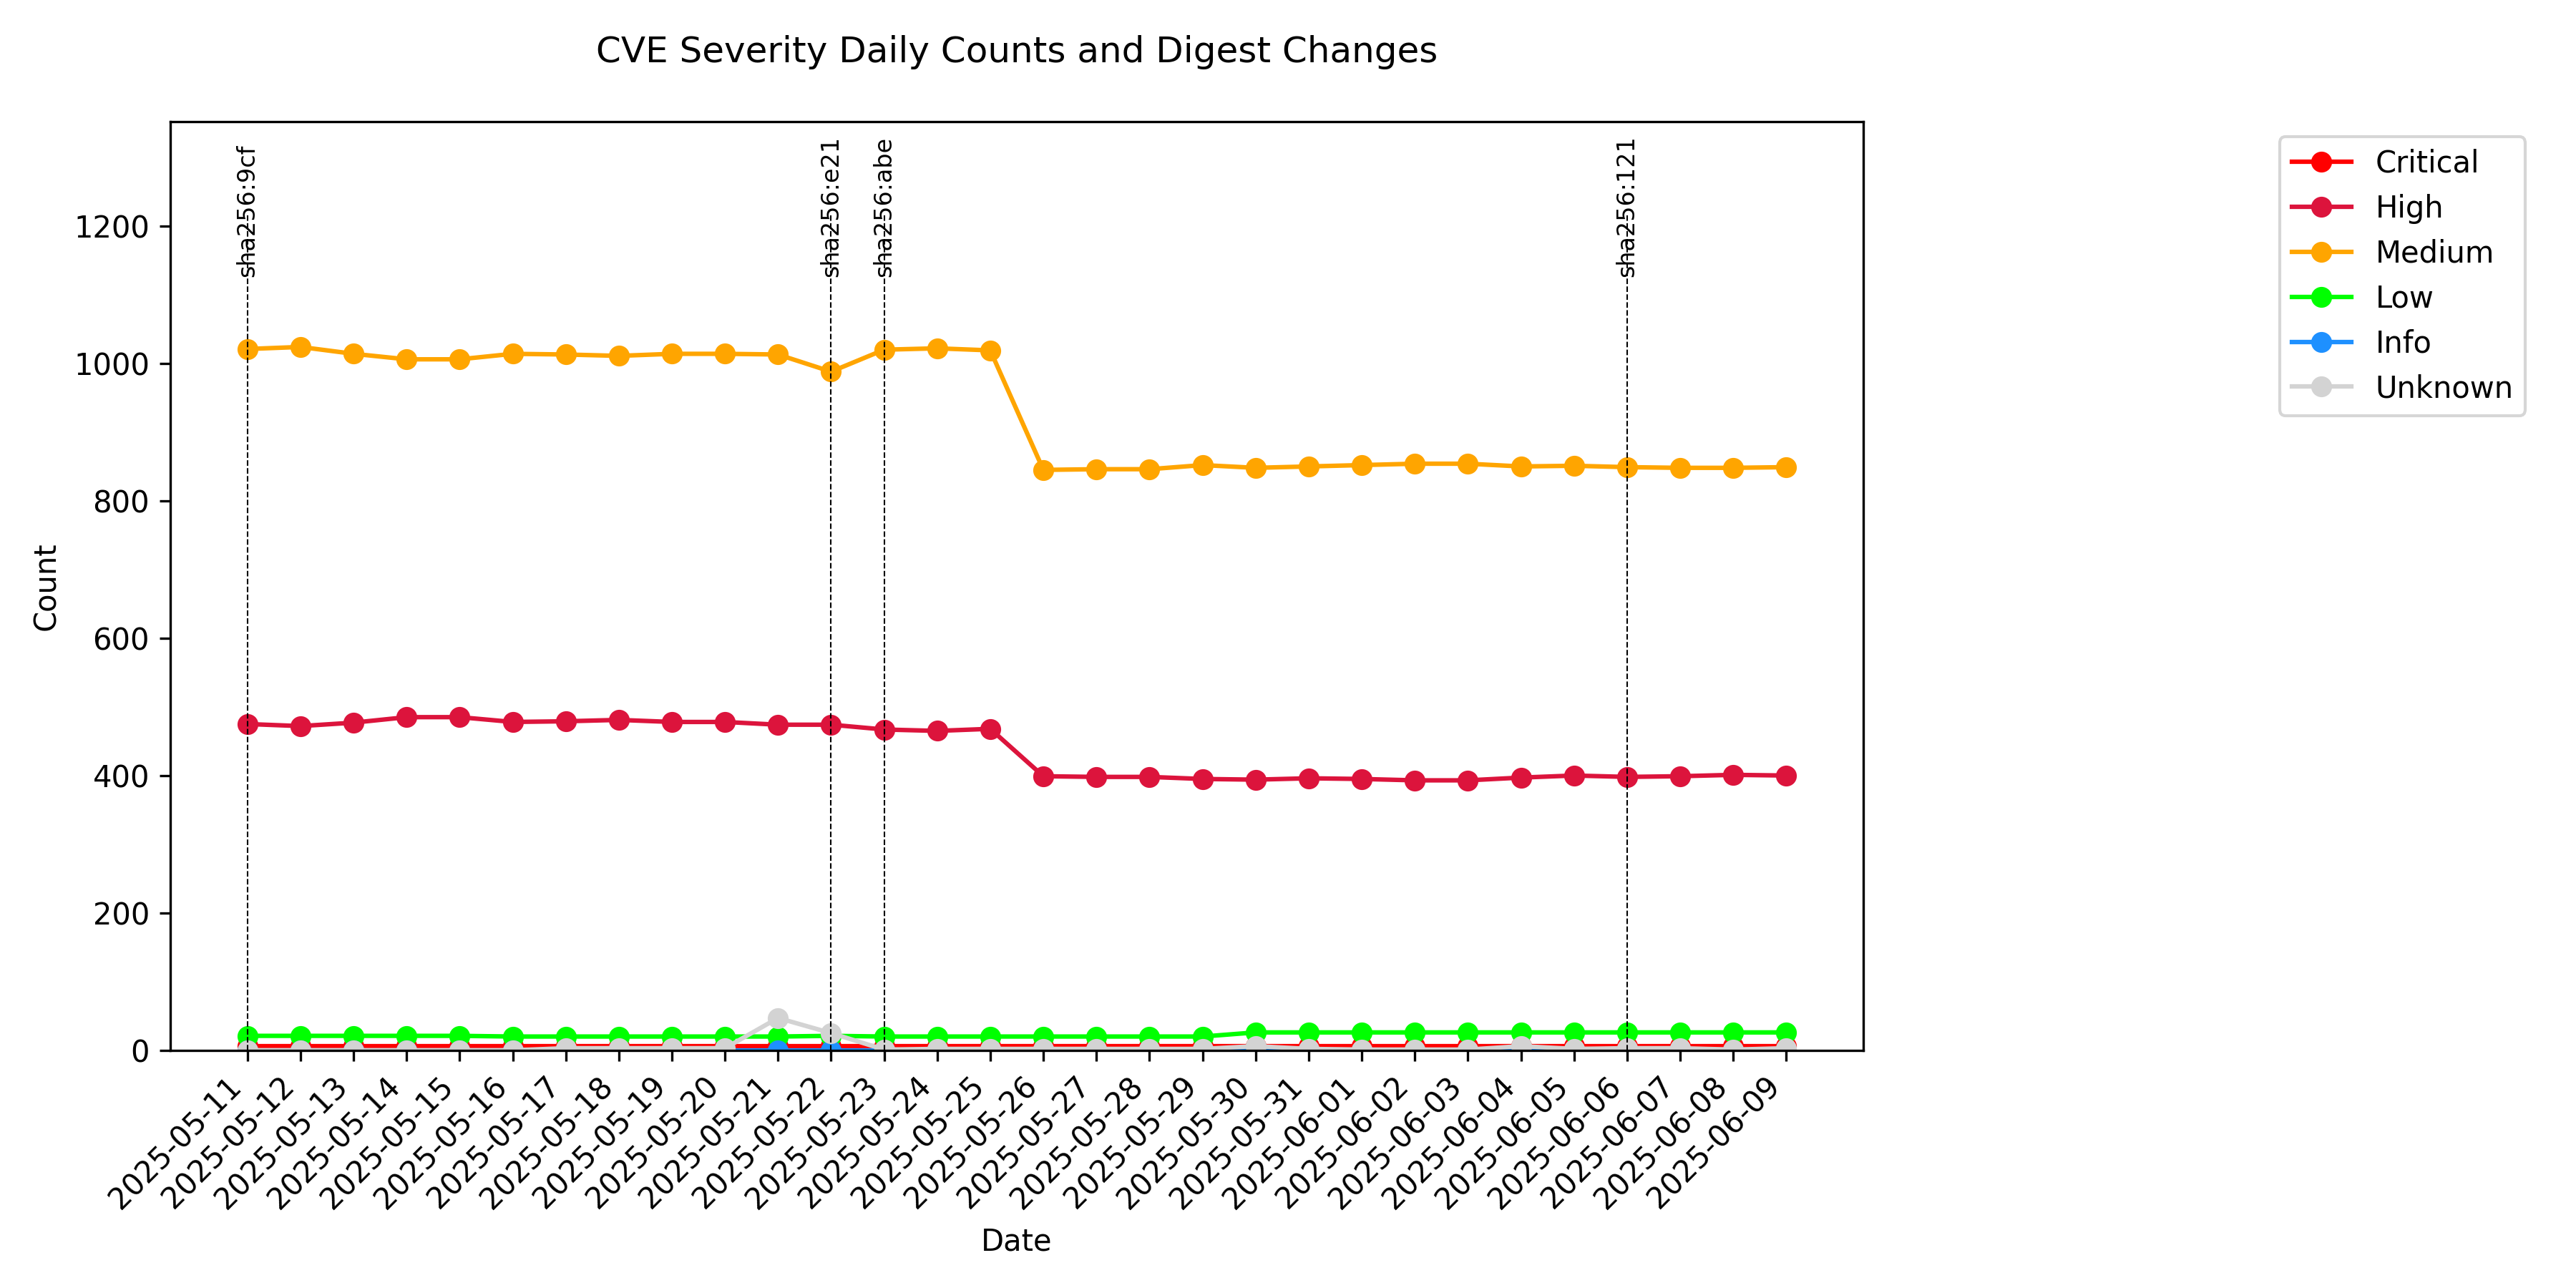 CVE Severity Daily Counts and Digest Changes
sha256:9cf
sha256:e21
sha256:abe
sha256:121
Critical
High
Medium
Low
Info
Unknown
Count
1200
1000
800
600
400
200
0
2025-05-11
2025-05-12
2025-05-13
2025-05-14
2025-05-15
2025-05-16
2025-05-17
2025-05-18
2025-05-19
2025-05-20
2025-05-21
2025-05-22
2025-05-23
2025-05-24
2025-05-25
2025-05-26
2025-05-27
2025-05-28
2025-05-29
2025-05-30
2025-05-31
2025-06-01
2025-06-02
2025-06-03
2025-06-04
2025-06-05
2025-06-06
2025-06-07
2025-06-08
2025-06-09
Date